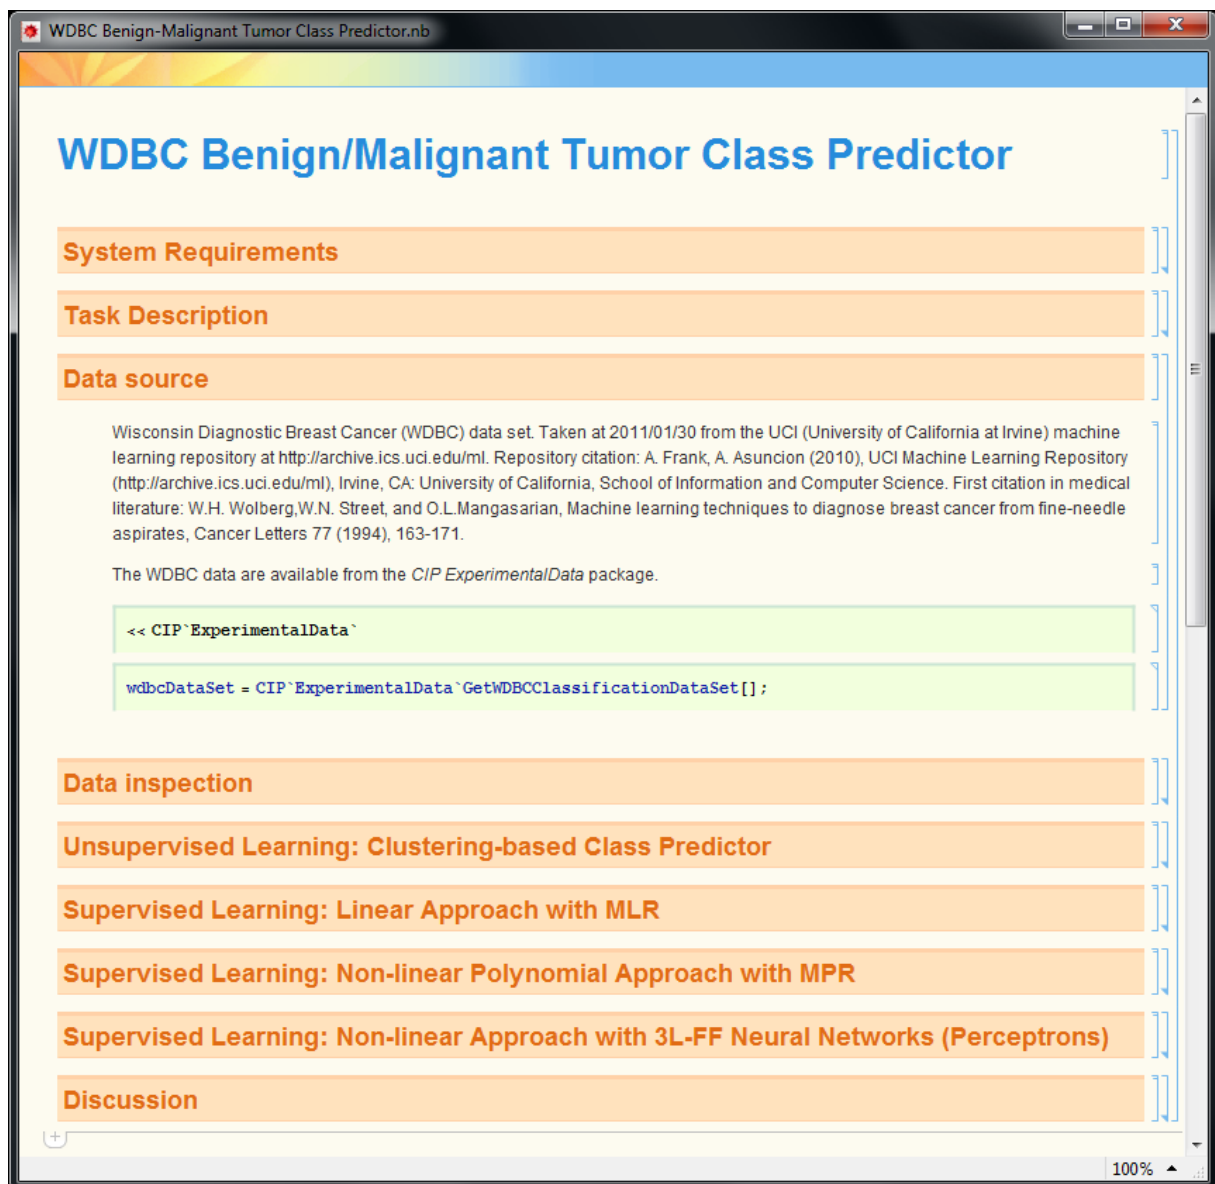 WDBC Benign-Malignant Tumor Class Predictor.nb
WDBC Benign/Malignant Tumor Class Predictor
System Requirements
Task Description
Data source
Wisconsin Diagnostic Breast Cancer (WDBC) data set. Taken at 2011/01/30 from the UCI (University of California at Irvine) machine
learning repository at http://archive.ics.uci.edu/ml. Repository citation: A. Frank, A. Asuncion (2010), UCI Machine Learning Repository
(http://archive.ics.uci.edu/ml), Irvine, CA: University of California, School of Information and Computer Science. First citation in medical
literature: W.H. Wolberg,W.N. Street, and O.L.Mangasarian, Machine learning techniques to diagnose breast cancer from fine-needle
aspirates, Cancer Letters 77 (1994), 163-171.
The WDBC data are available from the CIP ExperimentalData package.
<< CIP`ExperimentalData`
wdbcDataSet = CIP`ExperimentalData`GetWDBCClassificationDataSet[];
Data inspection
Unsupervised Learning: Clustering-based Class Predictor
Supervised Learning: Linear Approach with MLR
Supervised Learning: Non-linear Polynomial Approach with MPR
Supervised Learning: Non-linear Approach with 3L-FF Neural Networks (Perceptrons)
Discussion
100%